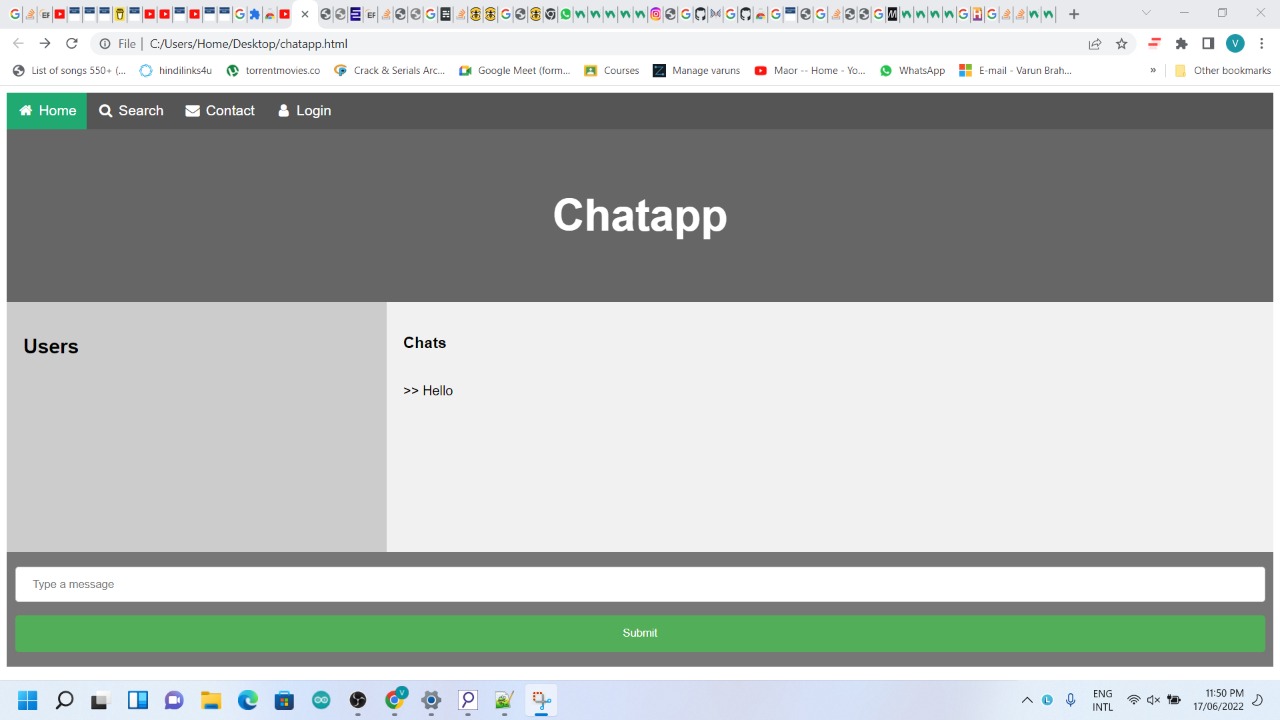 File | C:/Users/Home/Desktop/chatapp.html
List of songs 550+ (... hindilinks4u torrentmovies.co Crack & Serials Arc... Google Meet (form... Courses Manage varuns Maor -- Home - Yo... WhatsApp E-mail - Varun Brah... » Other bookmarks
Home Search Contact Login
Chatapp
Users
Chats
>> Hello
Type a message
Submit
ENG 11:50 PM
INTL 17/06/2022